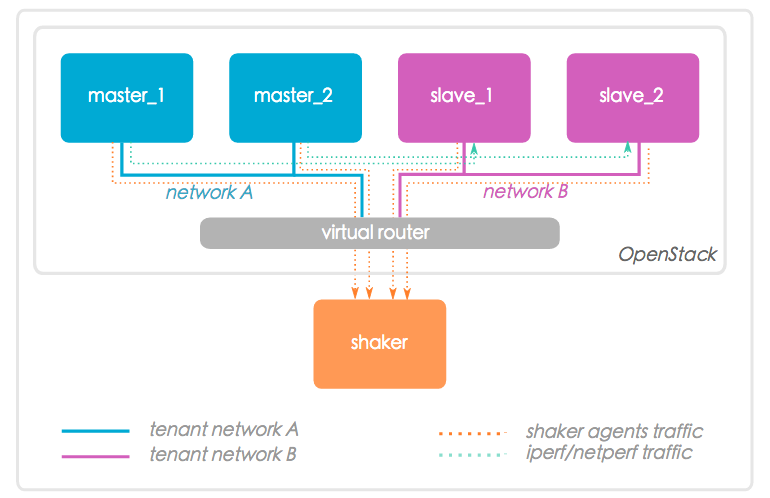 master_1
master_2
slave_1
slave_2
network A
network B
virtual router
OpenStack
shaker
tenant network A
tenant network B
shaker agents traffic
iperf/netperf traffic